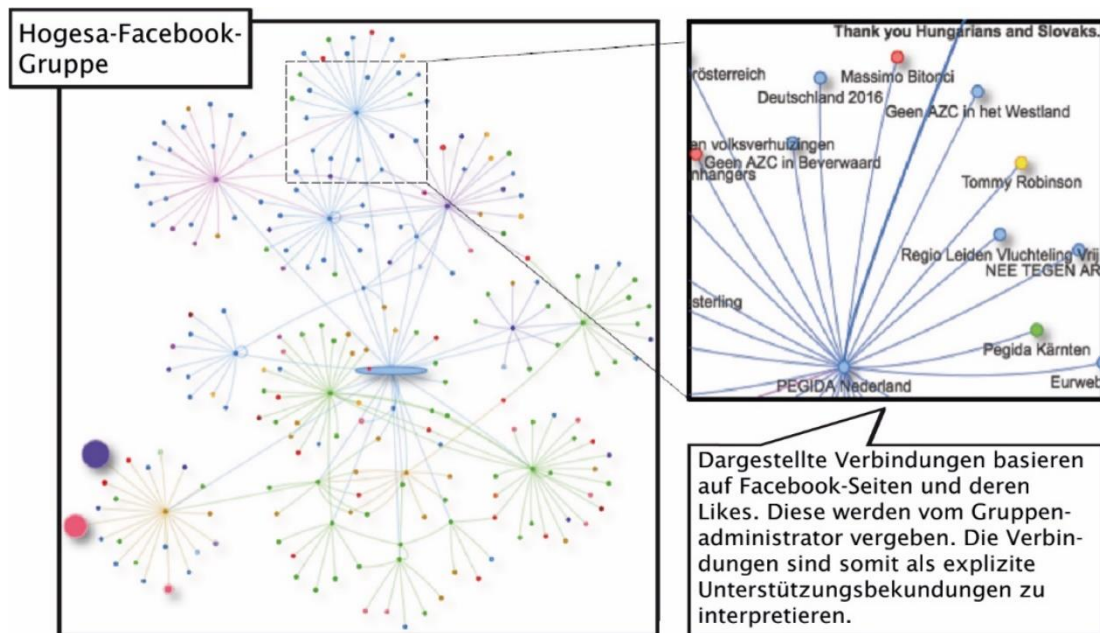 Hogesa-Facebook-
Gruppe
Thank you Hungarians and Slovaks.
rösterreich
Massimo Bitonci
Deutschland 2016
Geen AZC in het Westland
en volksverhuizingen
Geen AZC in Beverwaard
nhangers
Tommy Robinson
Regio Leiden Vluchteling Vrij
NEE TEGEN AR
sterling
Pegida Kärnten
PEGIDA Nederland
Eurweb
Dargestellte Verbindungen basieren
auf Facebook-Seiten und deren
Likes. Diese werden vom Gruppen-
administrator vergeben. Die Verbin-
dungen sind somit als explizite
Unterstützungsbekundungen zu
interpretieren.